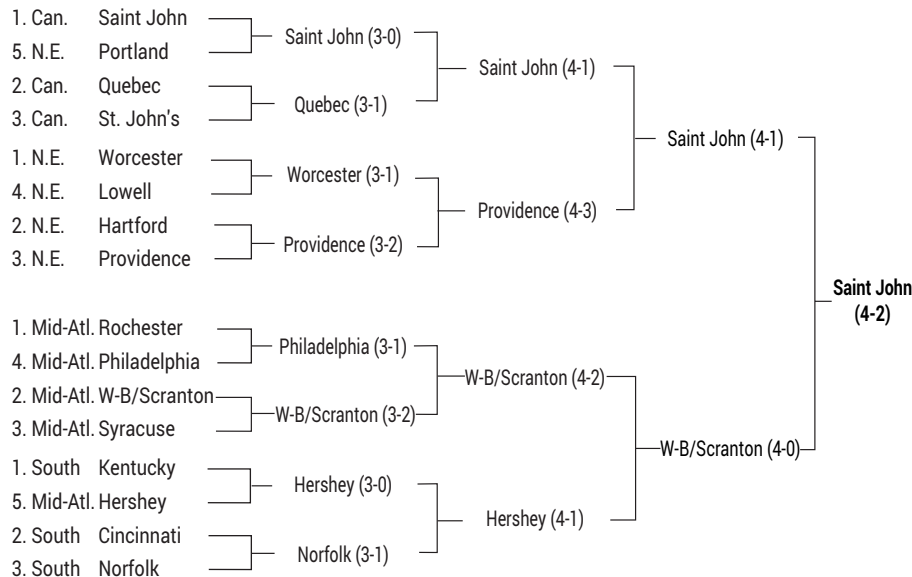 1. Can. Saint John
5. N.E. Portland
2. Can. Quebec
3. Can. St. John's
1. N.E. Worcester
4. N.E. Lowell
2. N.E. Hartford
3. N.E. Providence
1. Mid-Atl. Rochester
4. Mid-Atl. Philadelphia
2. Mid-Atl. W-B/Scranton
3. Mid-Atl. Syracuse
1. South Kentucky
5. Mid-Atl. Hershey
2. South Cincinnati
3. South Norfolk
Saint John (3-0)
Quebec (3-1)
Worcester (3-1)
Providence (3-2)
Philadelphia (3-1)
W-B/Scranton (3-2)
Hershey (3-0)
Norfolk (3-1)
Saint John (4-1)
Providence (4-3)
W-B/Scranton (4-2)
Hershey (4-1)
Saint John (4-1)
W-B/Scranton (4-0)
Saint John
(4-2)